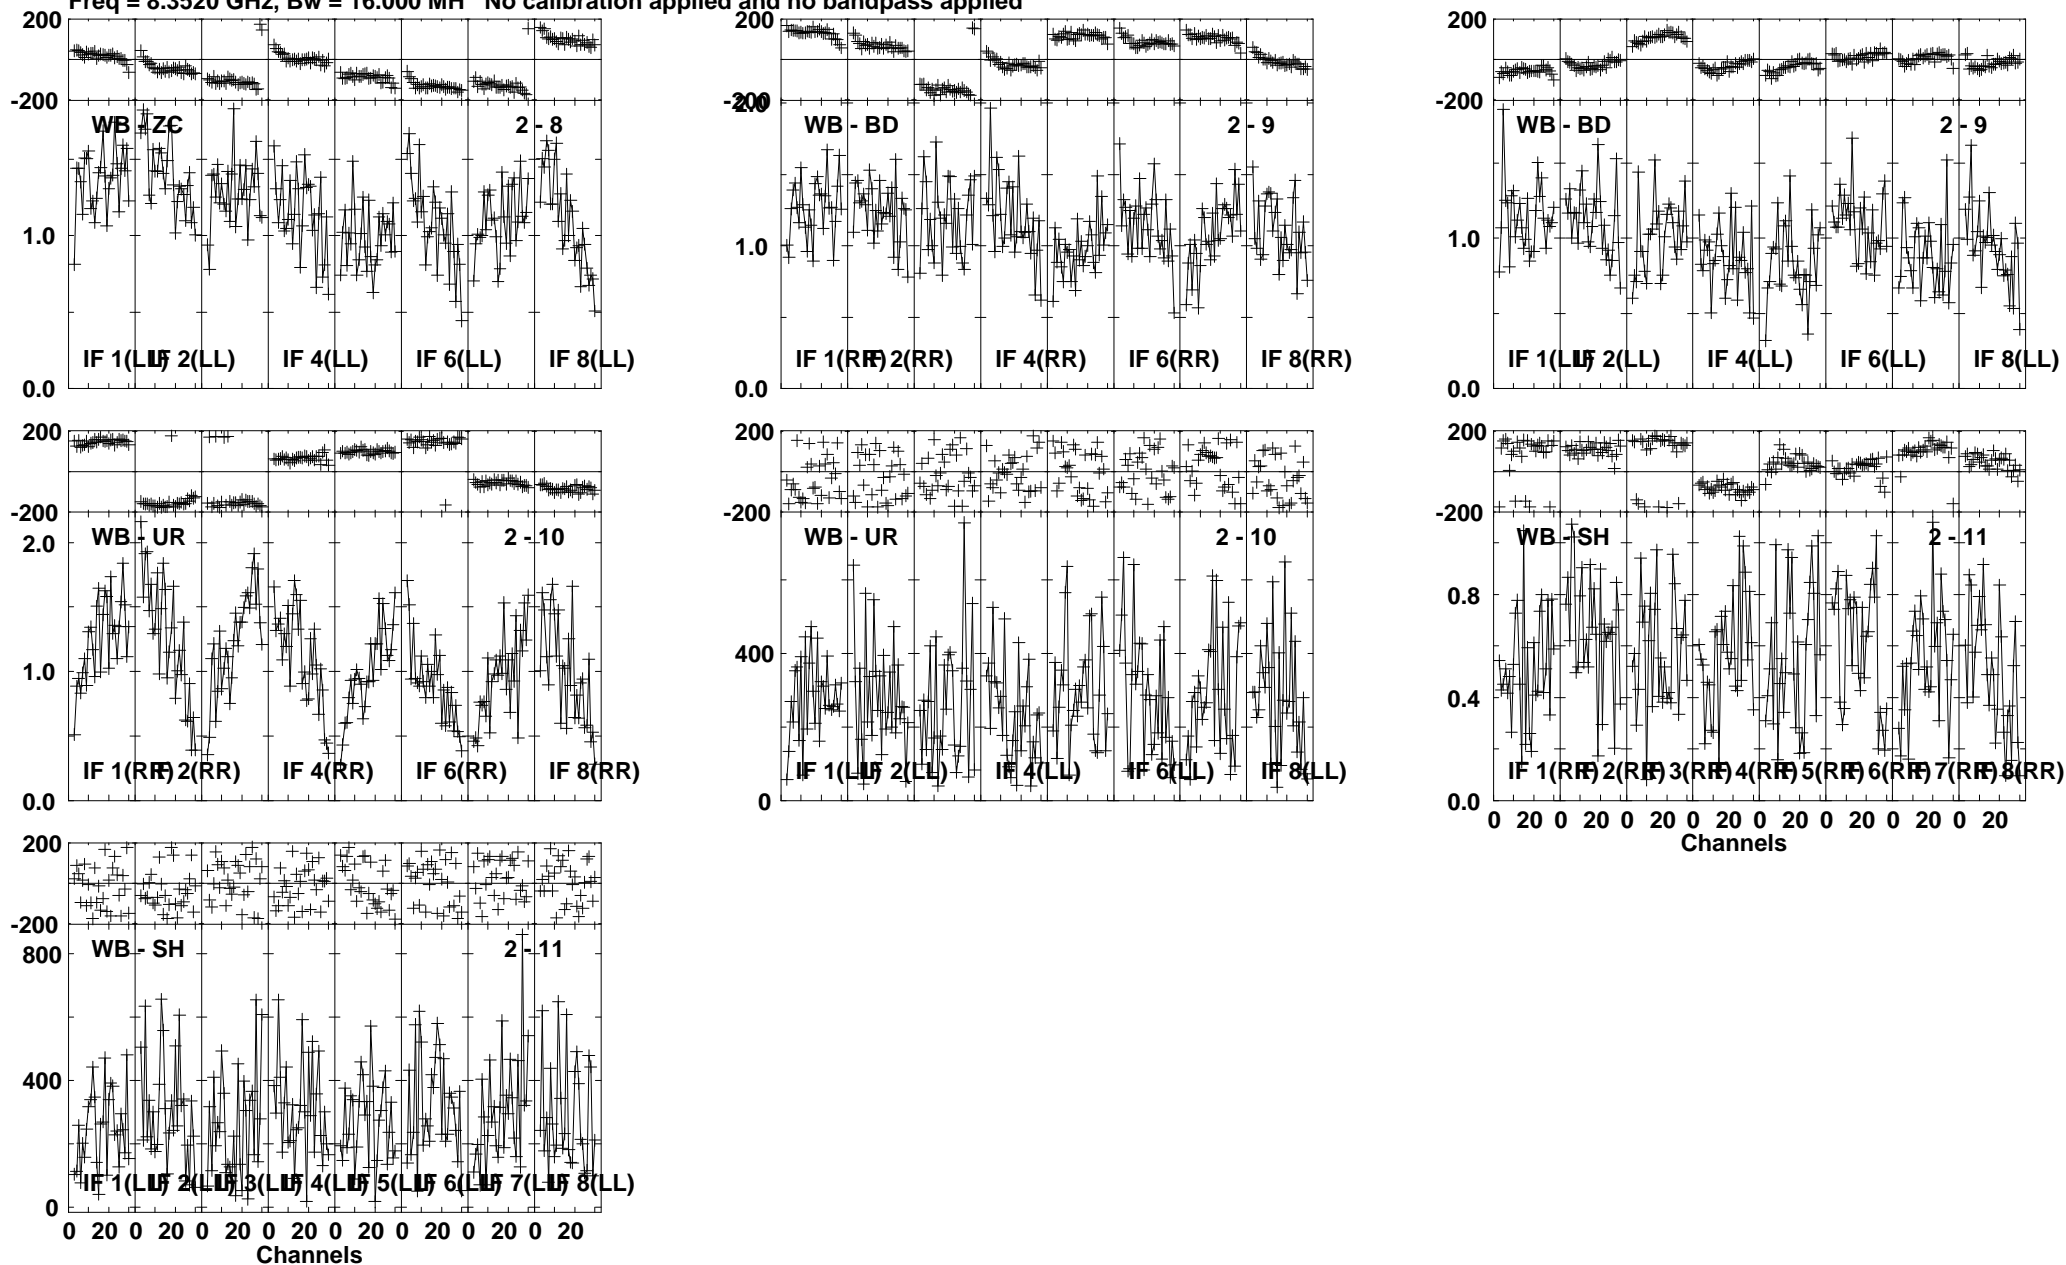 Freq = 8.3520 GHz, Bw = 16.000 MH No calibration applied and no bandpass applied
200
-200
WB - ZC 2 - 8
1.0
0.0
IF 1(LL) IF 2(LL) IF 4(LL) IF 6(LL) IF 8(LL)
200
-200
2.0
WB - BD 2 - 9
1.0
0.0
IF 1(RR) IF 2(RR) IF 4(RR) IF 6(RR) IF 8(RR)
200
-200
WB - BD 2 - 9
1.0
0.0
IF 1(LL) IF 2(LL) IF 4(LL) IF 6(LL) IF 8(LL)
200
-200
WB - UR 2 - 10
2.0
1.0
0.0
IF 1(RR) IF 2(RR) IF 4(RR) IF 6(RR) IF 8(RR)
200
-200
WB - UR 2 - 10
400
0
IF 1(LL) IF 2(LL) IF 4(LL) IF 6(LL) IF 8(LL)
200
-200
WB - SH 2 - 11
0.8
0.4
0.0
IF 1(RR) IF 2(RR) IF 3(RR) IF 4(RR) IF 5(RR) IF 6(RR) IF 7(RR) IF 8(RR)
0 20 0 20 0 20 0 20 0 20 0 20 0 20 0 20
Channels
200
-200
WB - SH 2 - 11
800
400
0
IF 1(LL) IF 2(LL) IF 3(LL) IF 4(LL) IF 5(LL) IF 6(LL) IF 7(LL) IF 8(LL)
0 20 0 20 0 20 0 20 0 20 0 20 0 20 0 20
Channels